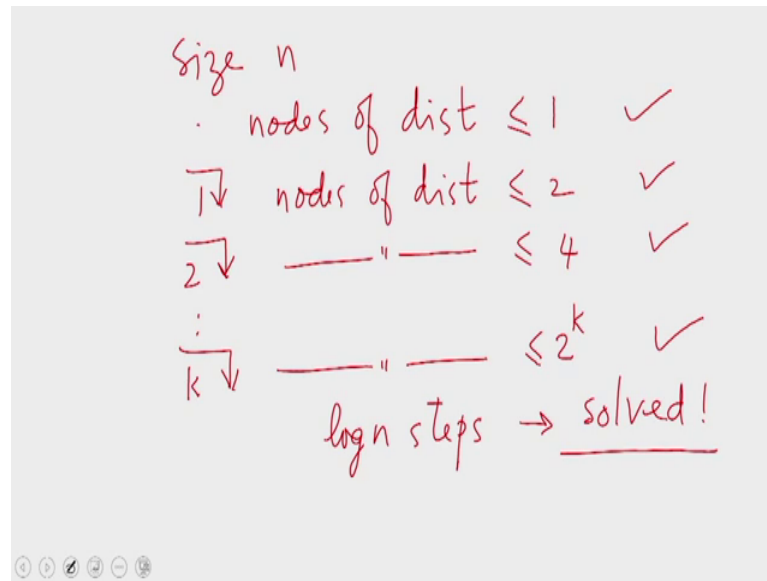 Size n
. nodes of dist ≤ 1 ✓
1 nodes of dist ≤ 2 ✓
2 —— " —— ≤ 4 ✓
:
k —— " —— ≤ 2^k ✓
log n steps → solved!